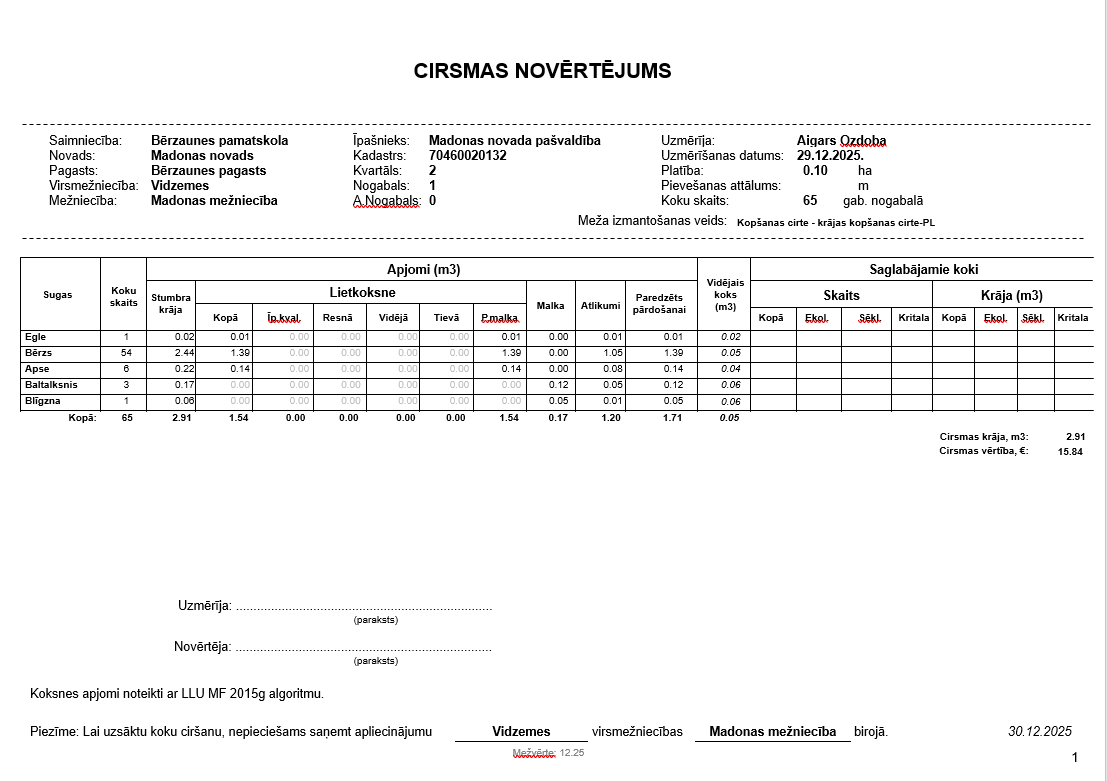 CIRSMAS NOVĒRTĒJUMS
Saimniecība: Bērzaunes pamatskola Īpašnieks: Madonas novada pašvaldība Uzmērīja: Aigars Ozdoba
Novads: Madonas novads Kadastrs: 70460020132 Uzmērīšanas datums: 29.12.2025.
Pagasts: Bērzaunes pagasts Kvartāls: 2 Platība: 0.10 ha
Virsmežniecība: Vidzemes Nogabals: 1 Pievešanas attālums: m
Mežniecība: Madonas mežniecība A.Nogabals: 0 Koku skaits: 65 gab. nogabalā
Meža izmantošanas veids: Kopšanas cirte - krājas kopšanas cirte-PL
Sugas Koku skaits Apjomi (m3) Vidējais koks (m3) Saglabājamie koki
Stumbra krāja Lietkoksne Malka Atlikumi Paredzēts pārdošanai Skaits Krāja (m3)
Kopā Īp.kval. Resnā Vidējā Tievā P.malka Kopā Ekol. Sēkl. Kritala Kopā Ekol. Sēkl. Kritala
Egle 1 0.02 0.01 0.00 0.00 0.00 0.00 0.01 0.00 0.01 0.01 0.02
Bērzs 54 2.44 1.39 0.00 0.00 0.00 0.00 1.39 0.00 1.05 1.39 0.05
Apse 6 0.22 0.14 0.00 0.00 0.00 0.00 0.14 0.00 0.08 0.14 0.04
Baltalksnis 3 0.17 0.00 0.00 0.00 0.00 0.00 0.00 0.12 0.05 0.12 0.06
Blīgzna 1 0.06 0.00 0.00 0.00 0.00 0.00 0.00 0.05 0.01 0.05 0.06
Kopā: 65 2.91 1.54 0.00 0.00 0.00 0.00 1.54 0.17 1.20 1.71 0.05
Cirsmas krāja, m3: 2.91
Cirsmas vērtība, €: 15.84
Uzmērīja: ..........................................................................
(paraksts)
Novērtēja: ..........................................................................
(paraksts)
Koksnes apjomi noteikti ar LLU MF 2015g algoritmu.
Piezīme: Lai uzsāktu koku ciršanu, nepieciešams saņemt apliecinājumu Vidzemes virsmežniecības Madonas mežniecība birojā. 30.12.2025
Mežvērte: 12.25
1